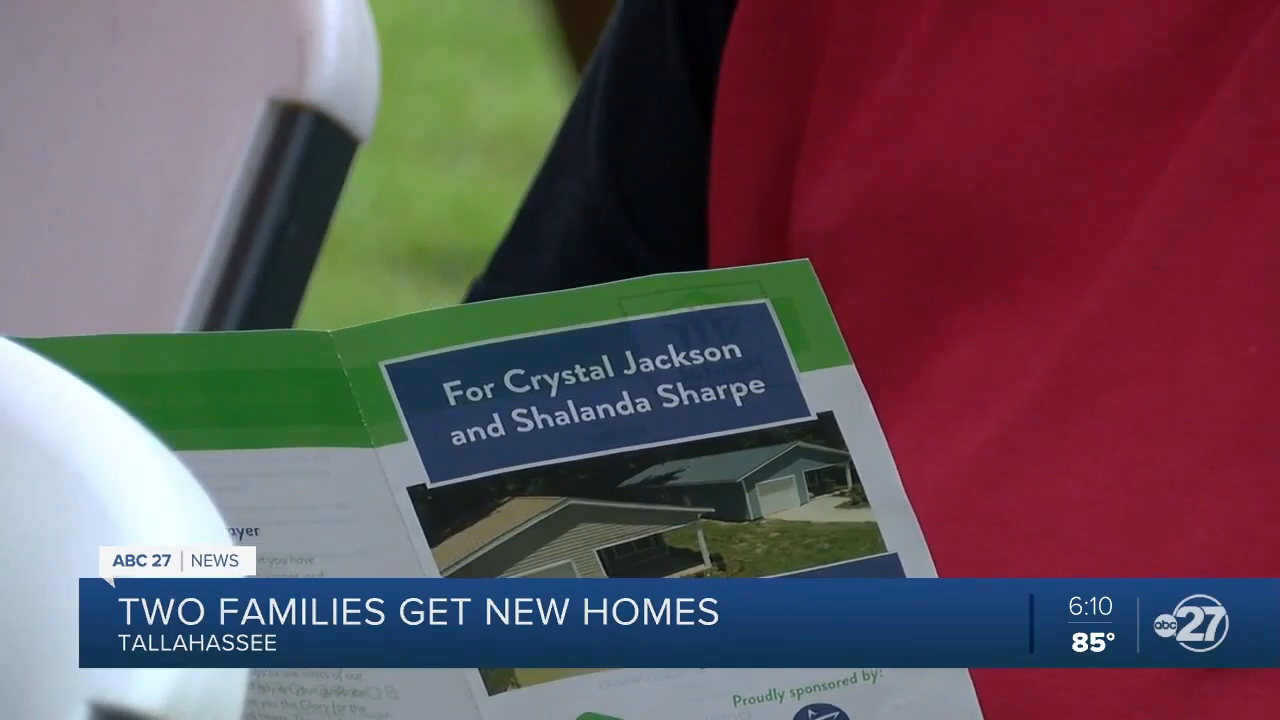 For Crystal Jackson
and Shalanda Sharpe
ayer
ABC 27 | NEWS
TWO FAMILIES GET NEW HOMES
TALLAHASSEE
6:10
85°
abc 27
Proudly sponsored by: